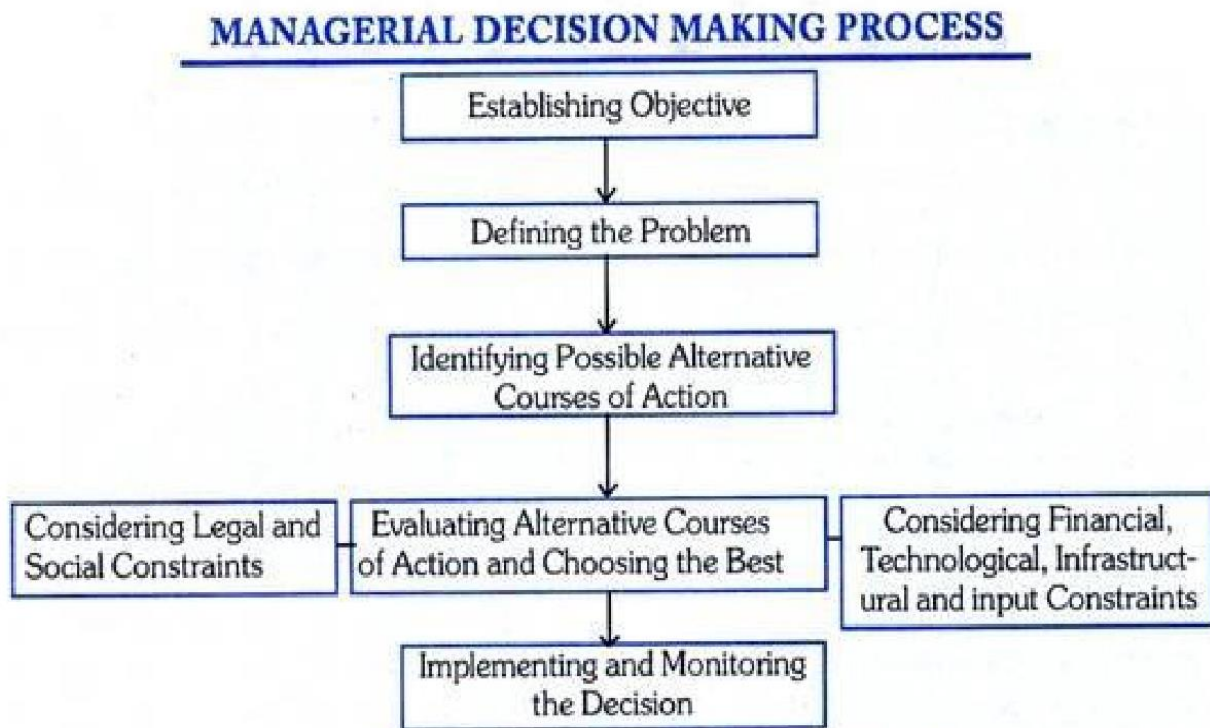 MANAGERIAL DECISION MAKING PROCESS
Establishing Objective
Defining the Problem
Identifying Possible Alternative
Courses of Action
Considering Legal and
Social Constraints
Evaluating Alternative Courses
of Action and Choosing the Best
Considering Financial,
Technological, Infrastruct-
ural and input Constraints
Implementing and Monitoring
the Decision